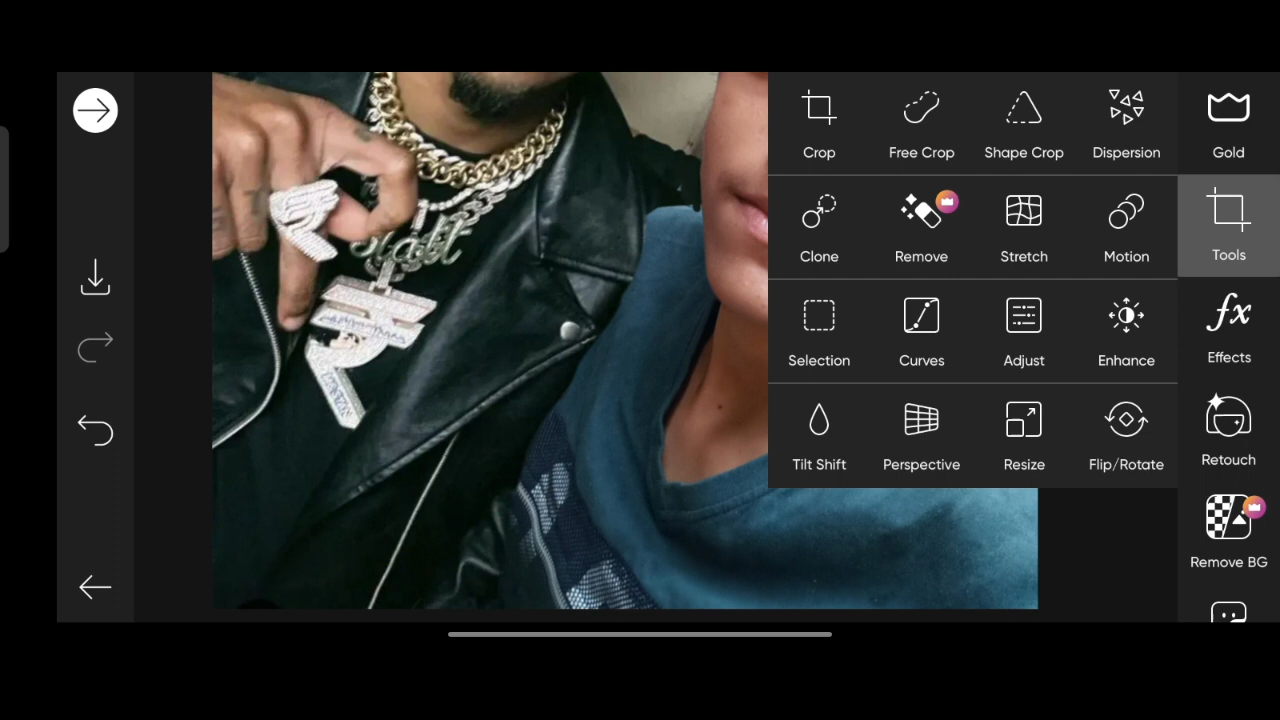 Crop Free Crop Shape Crop Dispersion Gold
Clone Remove Stretch Motion Tools
Selection Curves Adjust Enhance Effects
Tilt Shift Perspective Resize Flip/Rotate Retouch
Remove BG